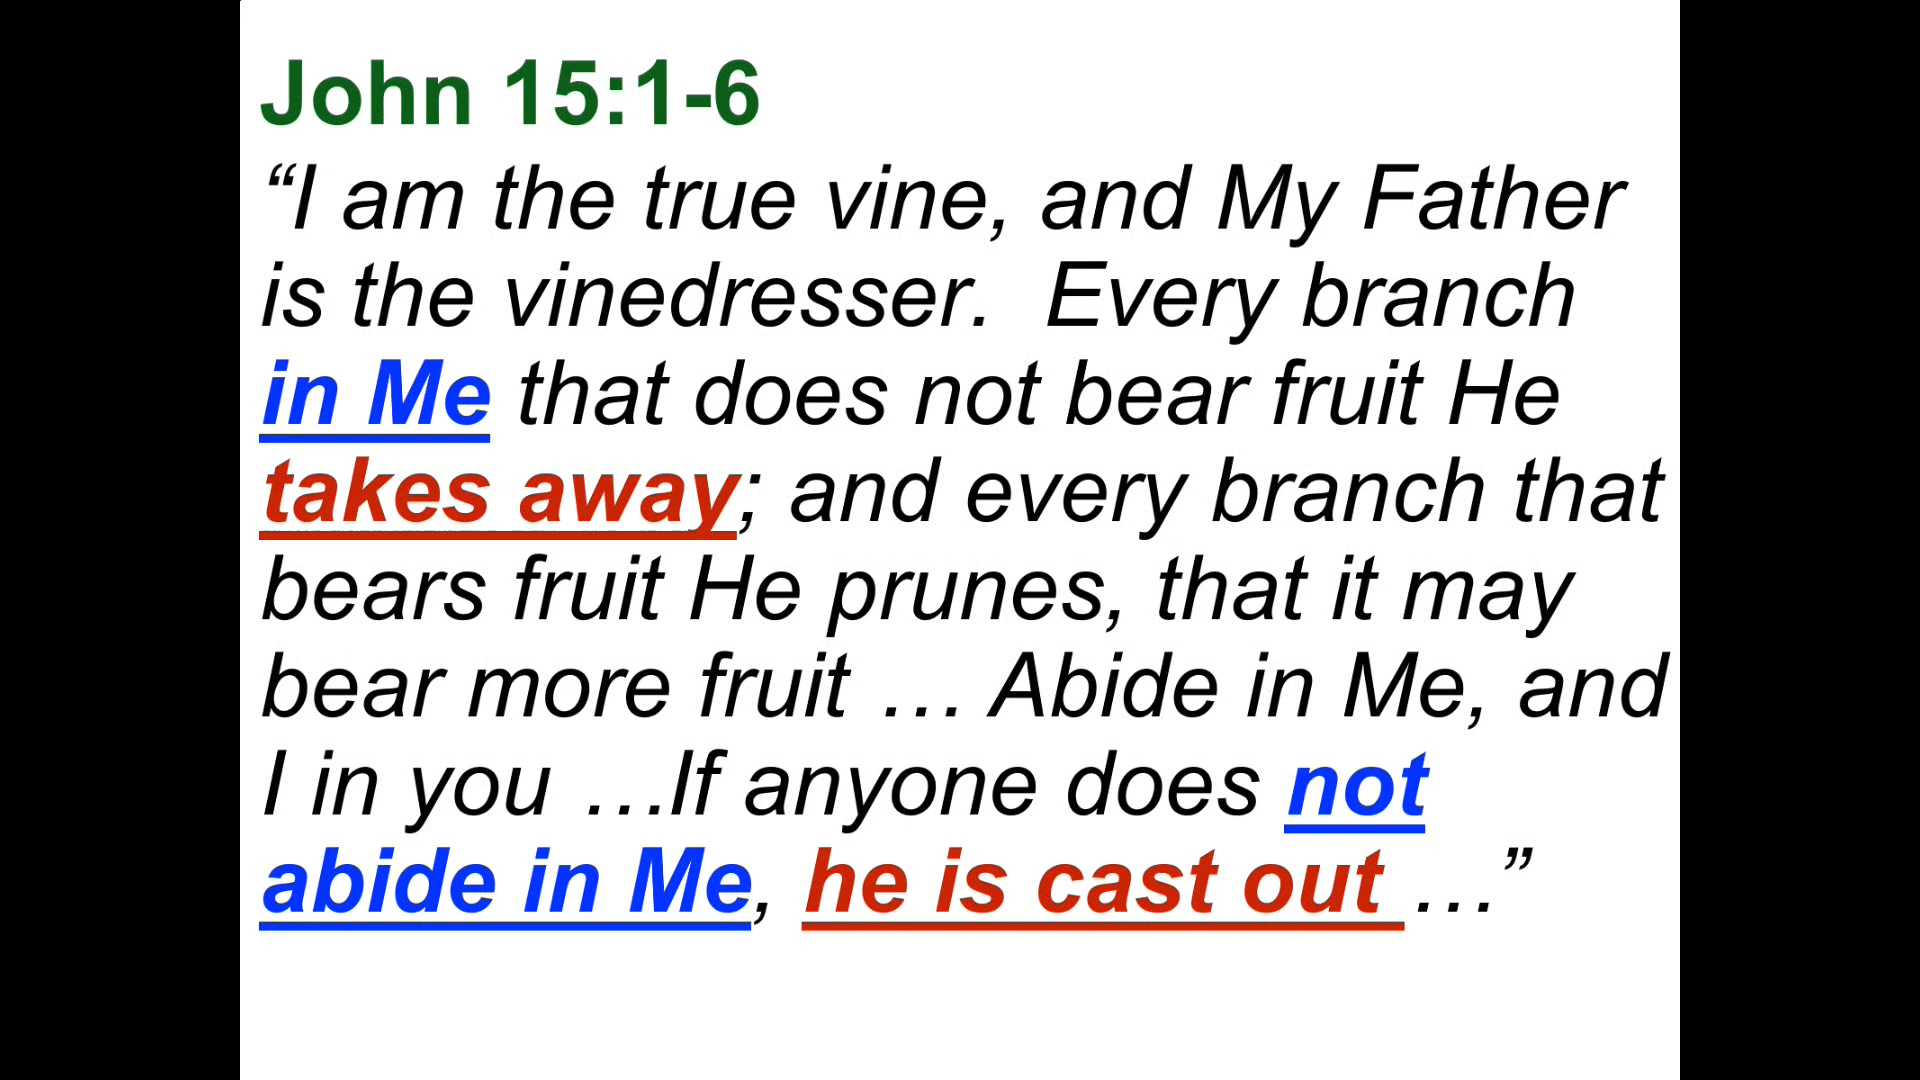 John 15:1-6
“I am the true vine, and My Father
is the vinedresser.  Every branch
in Me that does not bear fruit He
takes away; and every branch that
bears fruit He prunes, that it may
bear more fruit … Abide in Me, and
I in you …If anyone does not
abide in Me, he is cast out …”